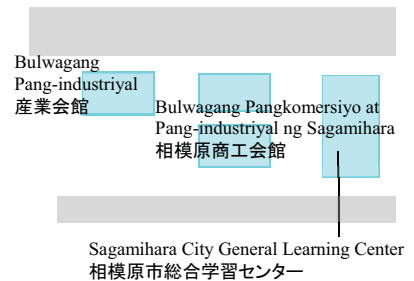 Bulwagang
Pang-industriyal
産業会館
Bulwagang Pangkomersiyo at
Pang-industriyal ng Sagamihara
相模原商工会館
Sagamihara City General Learning Center
相模原市総合学習センター